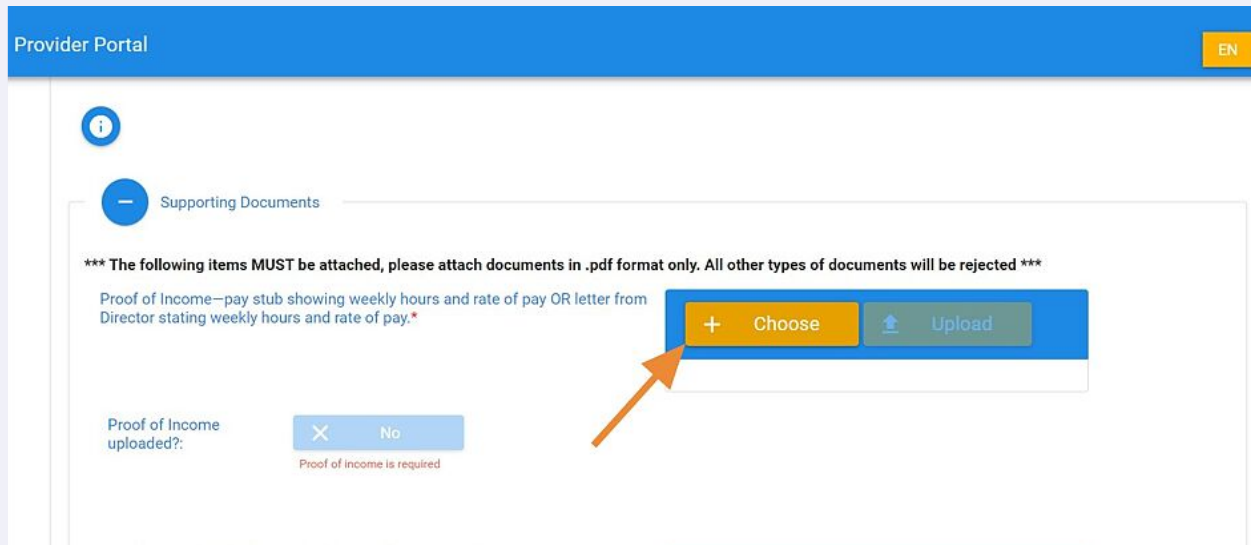 Provider Portal
EN
Supporting Documents
*** The following items MUST be attached, please attach documents in .pdf format only. All other types of documents will be rejected ***
Proof of Income—pay stub showing weekly hours and rate of pay OR letter from
Director stating weekly hours and rate of pay.*
+ Choose
Upload
Proof of Income
uploaded?:
No
Proof of income is required